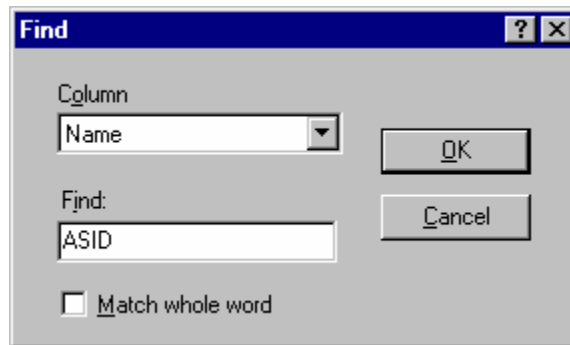 Find
Column
Name
OK
Find:
ASID
Cancel
Match whole word